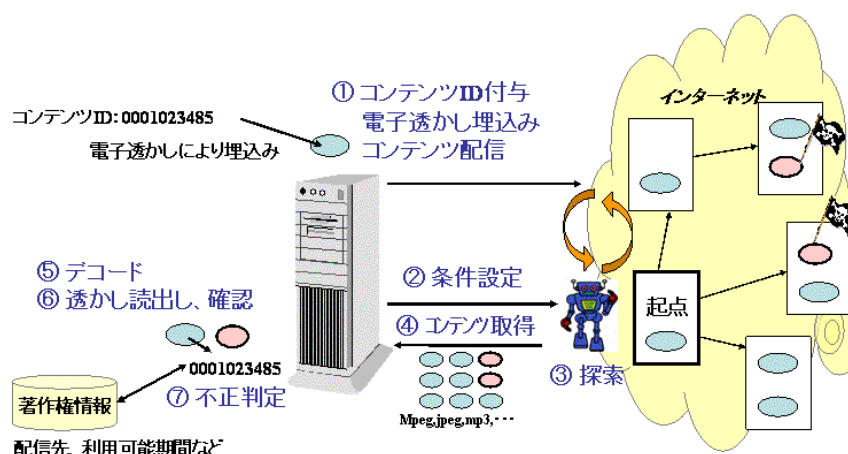 ① コンテンツID付与
電子透かし埋込み
コンテンツ配信
コンテンツID:0001023485
電子透かしにより埋込み
インターネット
⑤ デコード
⑥ 透かし読出し、確認
② 条件設定
④ コンテンツ取得
起点
③ 探索
0001023485
⑦ 不正判定
著作権情報
Mpeg,jpeg,mp3,・・・
配信先、利用可能期間など